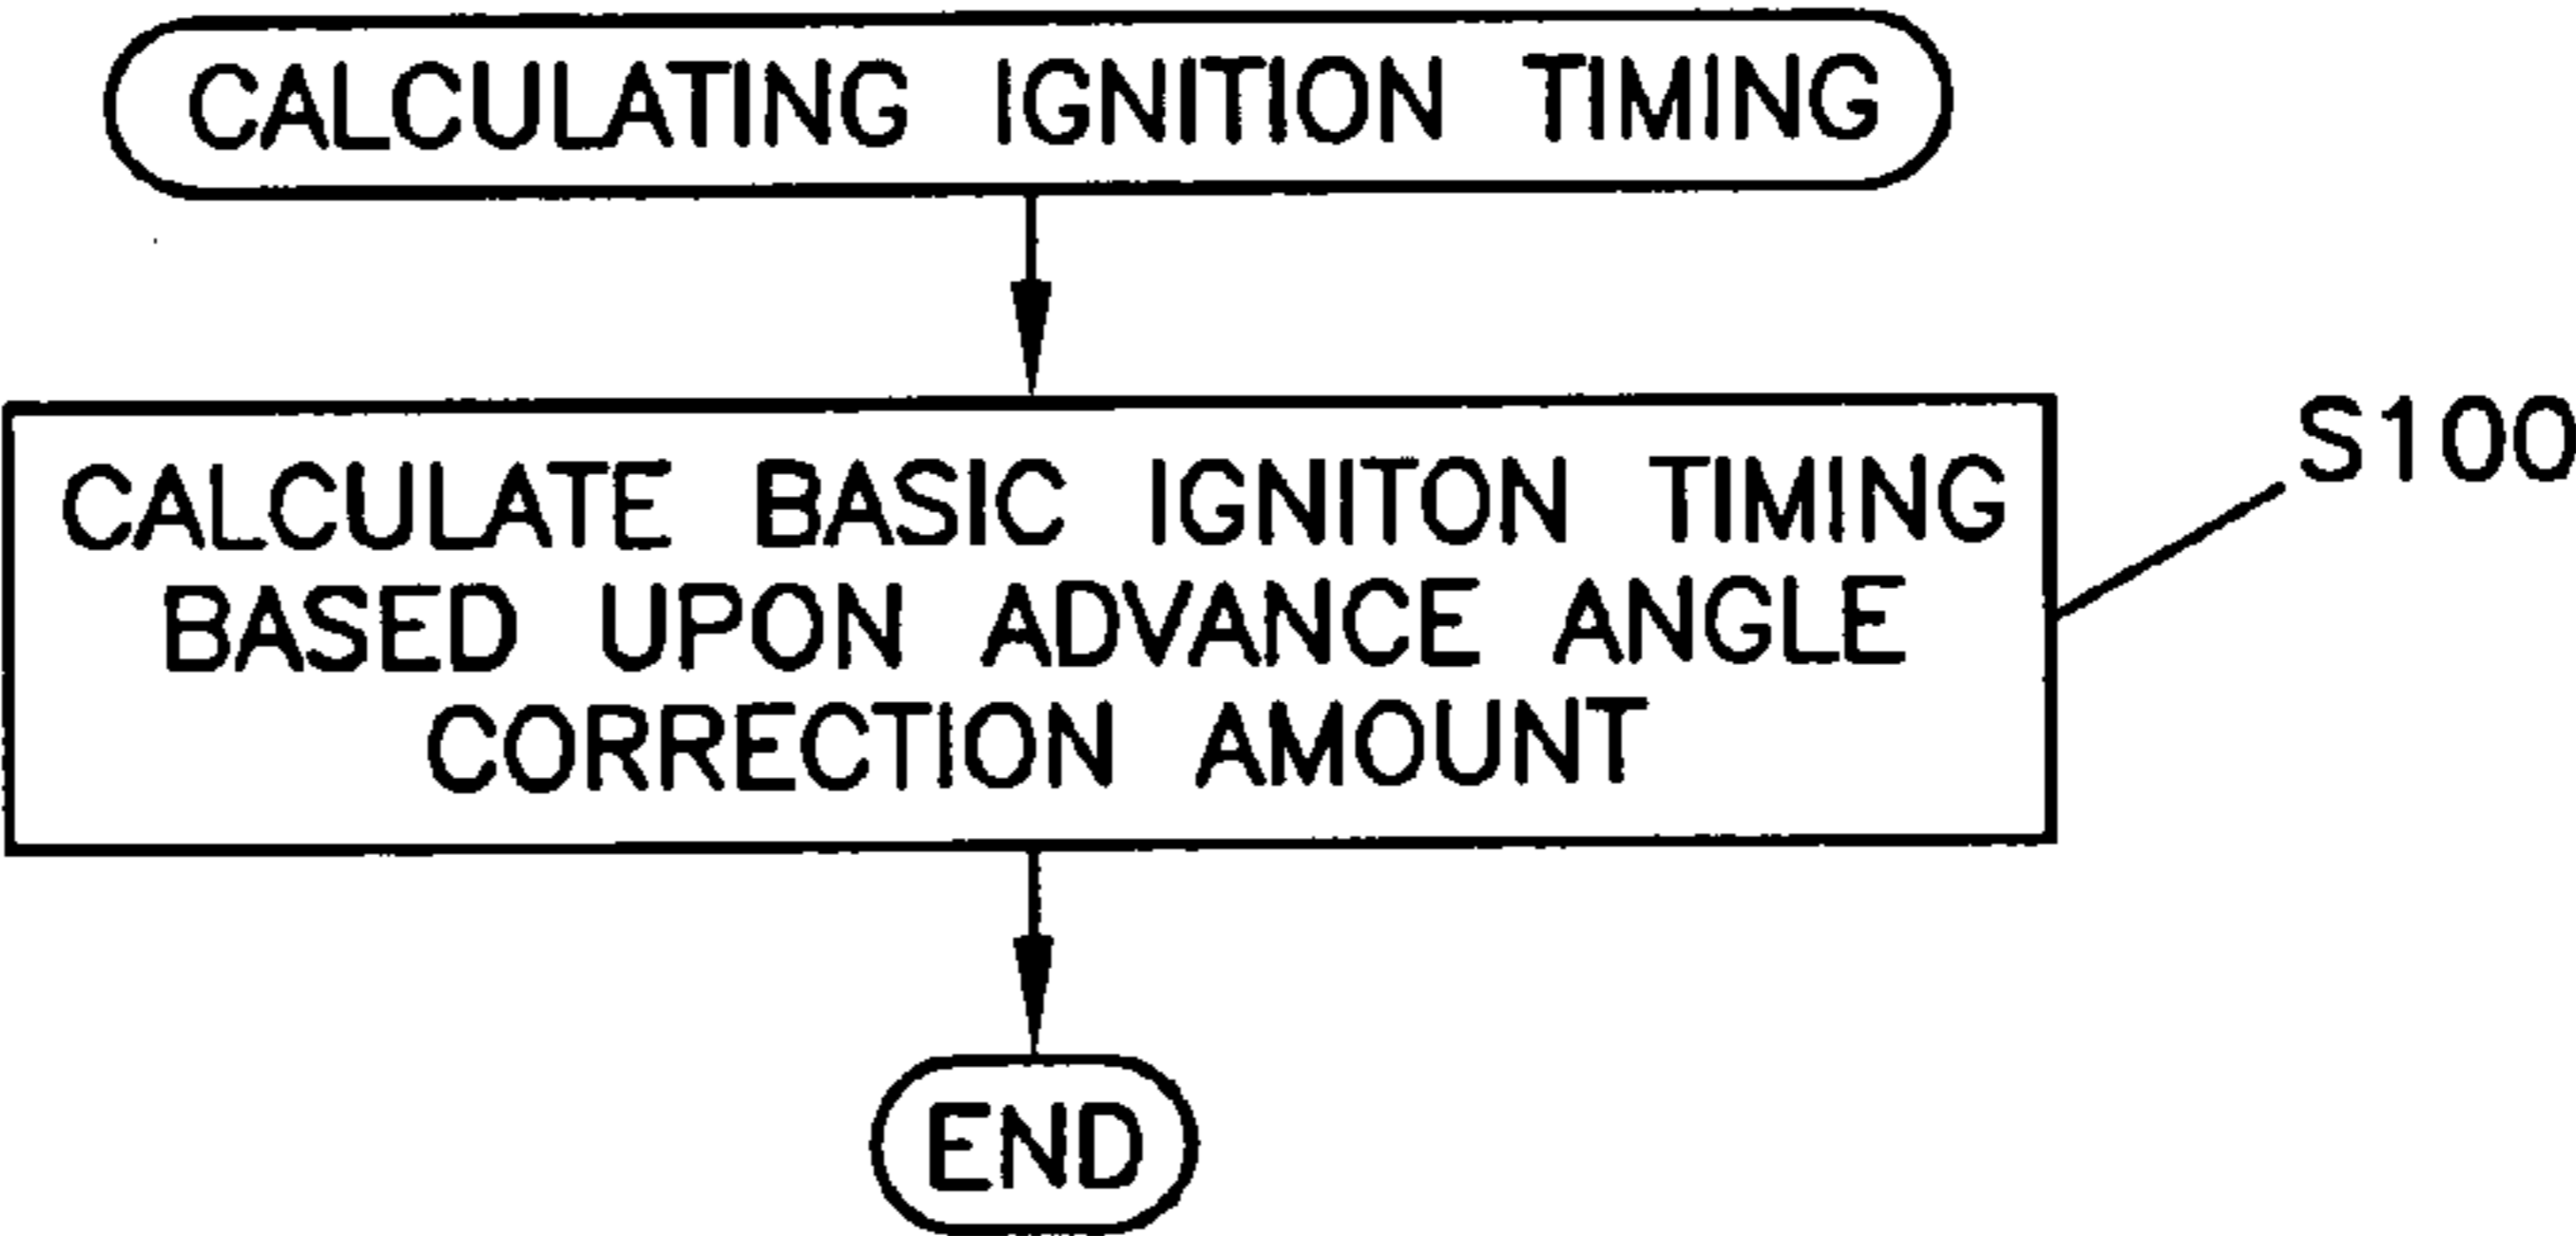 CALCULATING IGNITION TIMING
S100
CALCULATE BASIC IGNITON TIMING
BASED UPON ADVANCE ANGLE
CORRECTION AMOUNT
END